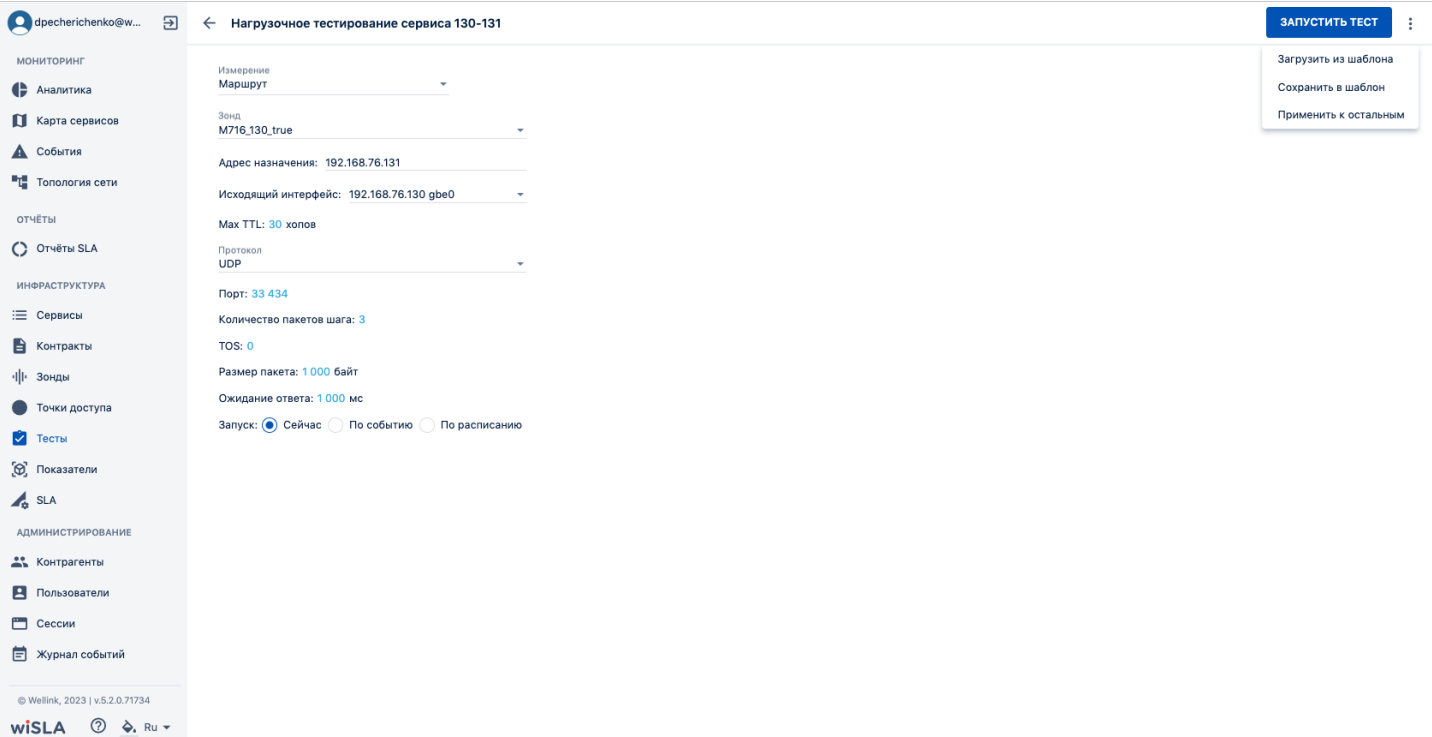 dpecherichenko@w...
МОНИТОРИНГ
Аналитика
Карта сервисов
События
Топология сети
ОТЧЁТЫ
Отчёты SLA
ИНФРАСТРУКТУРА
Сервисы
Контракты
Зонды
Точки доступа
Тесты
Показатели
SLA
АДМИНИСТРИРОВАНИЕ
Контрагенты
Пользователи
Сессии
Журнал событий
© Wellink, 2023 | v.5.2.0.71734
wiSLA ? Ru
Нагрузочное тестирование сервиса 130-131
ЗАПУСТИТЬ ТЕСТ
Загрузить из шаблона
Сохранить в шаблон
Применить к остальным
Измерение
Маршрут
Зонд
M716_130_true
Адрес назначения: 192.168.76.131
Исходящий интерфейс: 192.168.76.130 gbe0
Max TTL: 30 хопов
Протокол
UDP
Порт: 33 434
Количество пакетов шага: 3
TOS: 0
Размер пакета: 1 000 байт
Ожидание ответа: 1 000 мс
Запуск: Сейчас По событию По расписанию